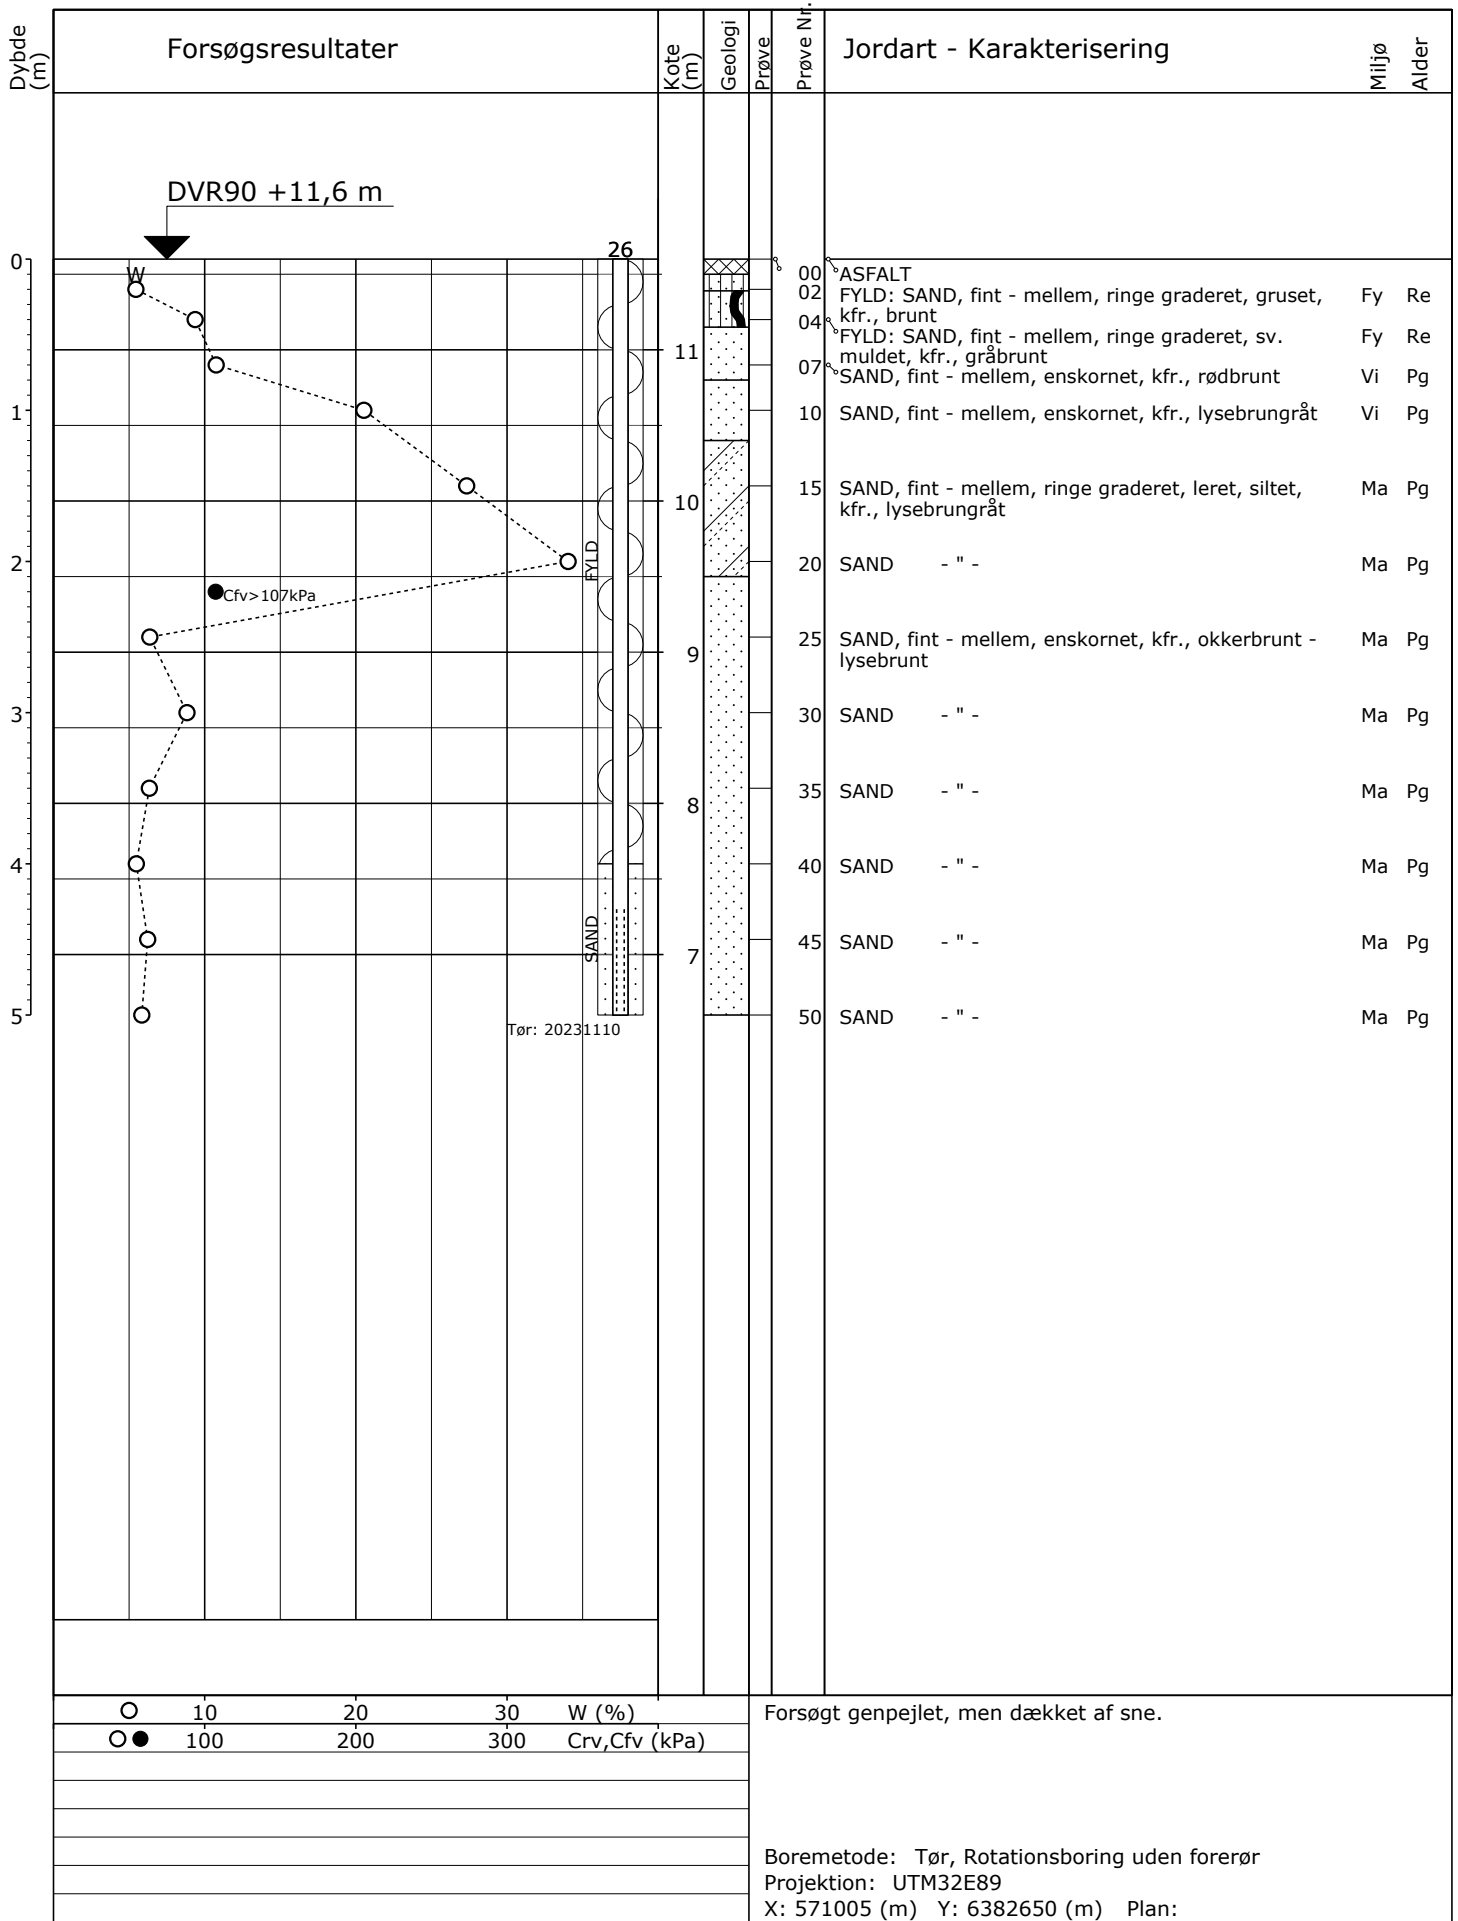 Dybde (m)
Forsøgsresultater
Kote (m)
Geologi
Prøve
Prøve Nr.
Jordart - Karakterisering
Miljø
Alder
DVR90 +11,6 m
26
0
W
00 ASFALT
02 FYLD: SAND, fint - mellem, ringe graderet, gruset, Fy Re
kfr., brunt
04 FYLD: SAND, fint - mellem, ringe graderet, sv. Fy Re
muldet, kfr., gråbrunt
11
07 SAND, fint - mellem, enskornet, kfr., rødbrunt Vi Pg
1
10 SAND, fint - mellem, enskornet, kfr., lysebrungråt Vi Pg
15 SAND, fint - mellem, ringe graderet, leret, siltet, Ma Pg
10
kfr., lysebrungråt
2
FYLD
20 SAND - " - Ma Pg
Cfv>107kPa
25 SAND, fint - mellem, enskornet, kfr., okkerbrunt - Ma Pg
9
lysebrunt
3
30 SAND - " - Ma Pg
35 SAND - " - Ma Pg
8
4
40 SAND - " - Ma Pg
SAND
45 SAND - " - Ma Pg
7
5
50 SAND - " - Ma Pg
Tør: 20231110
10 20 30 W (%)
100 200 300 Crv,Cfv (kPa)
Forsøgt genpejlet, men dækket af sne.
Boremetode: Tør, Rotationsboring uden forerør
Projektion: UTM32E89
X: 571005 (m) Y: 6382650 (m) Plan: